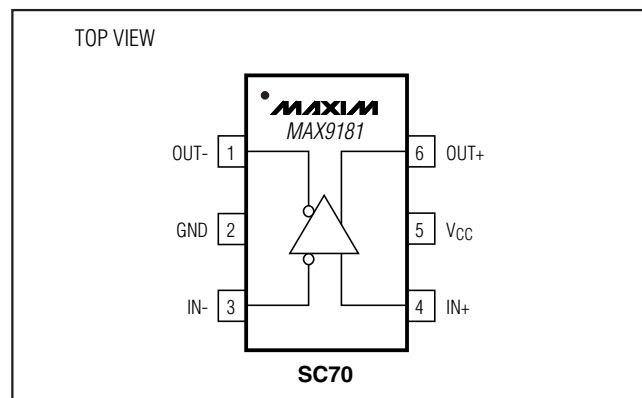 TOP VIEW
MAXIM
MAX9181
OUT- 1 6 OUT+
GND 2 5 VCC
IN- 3 4 IN+
SC70